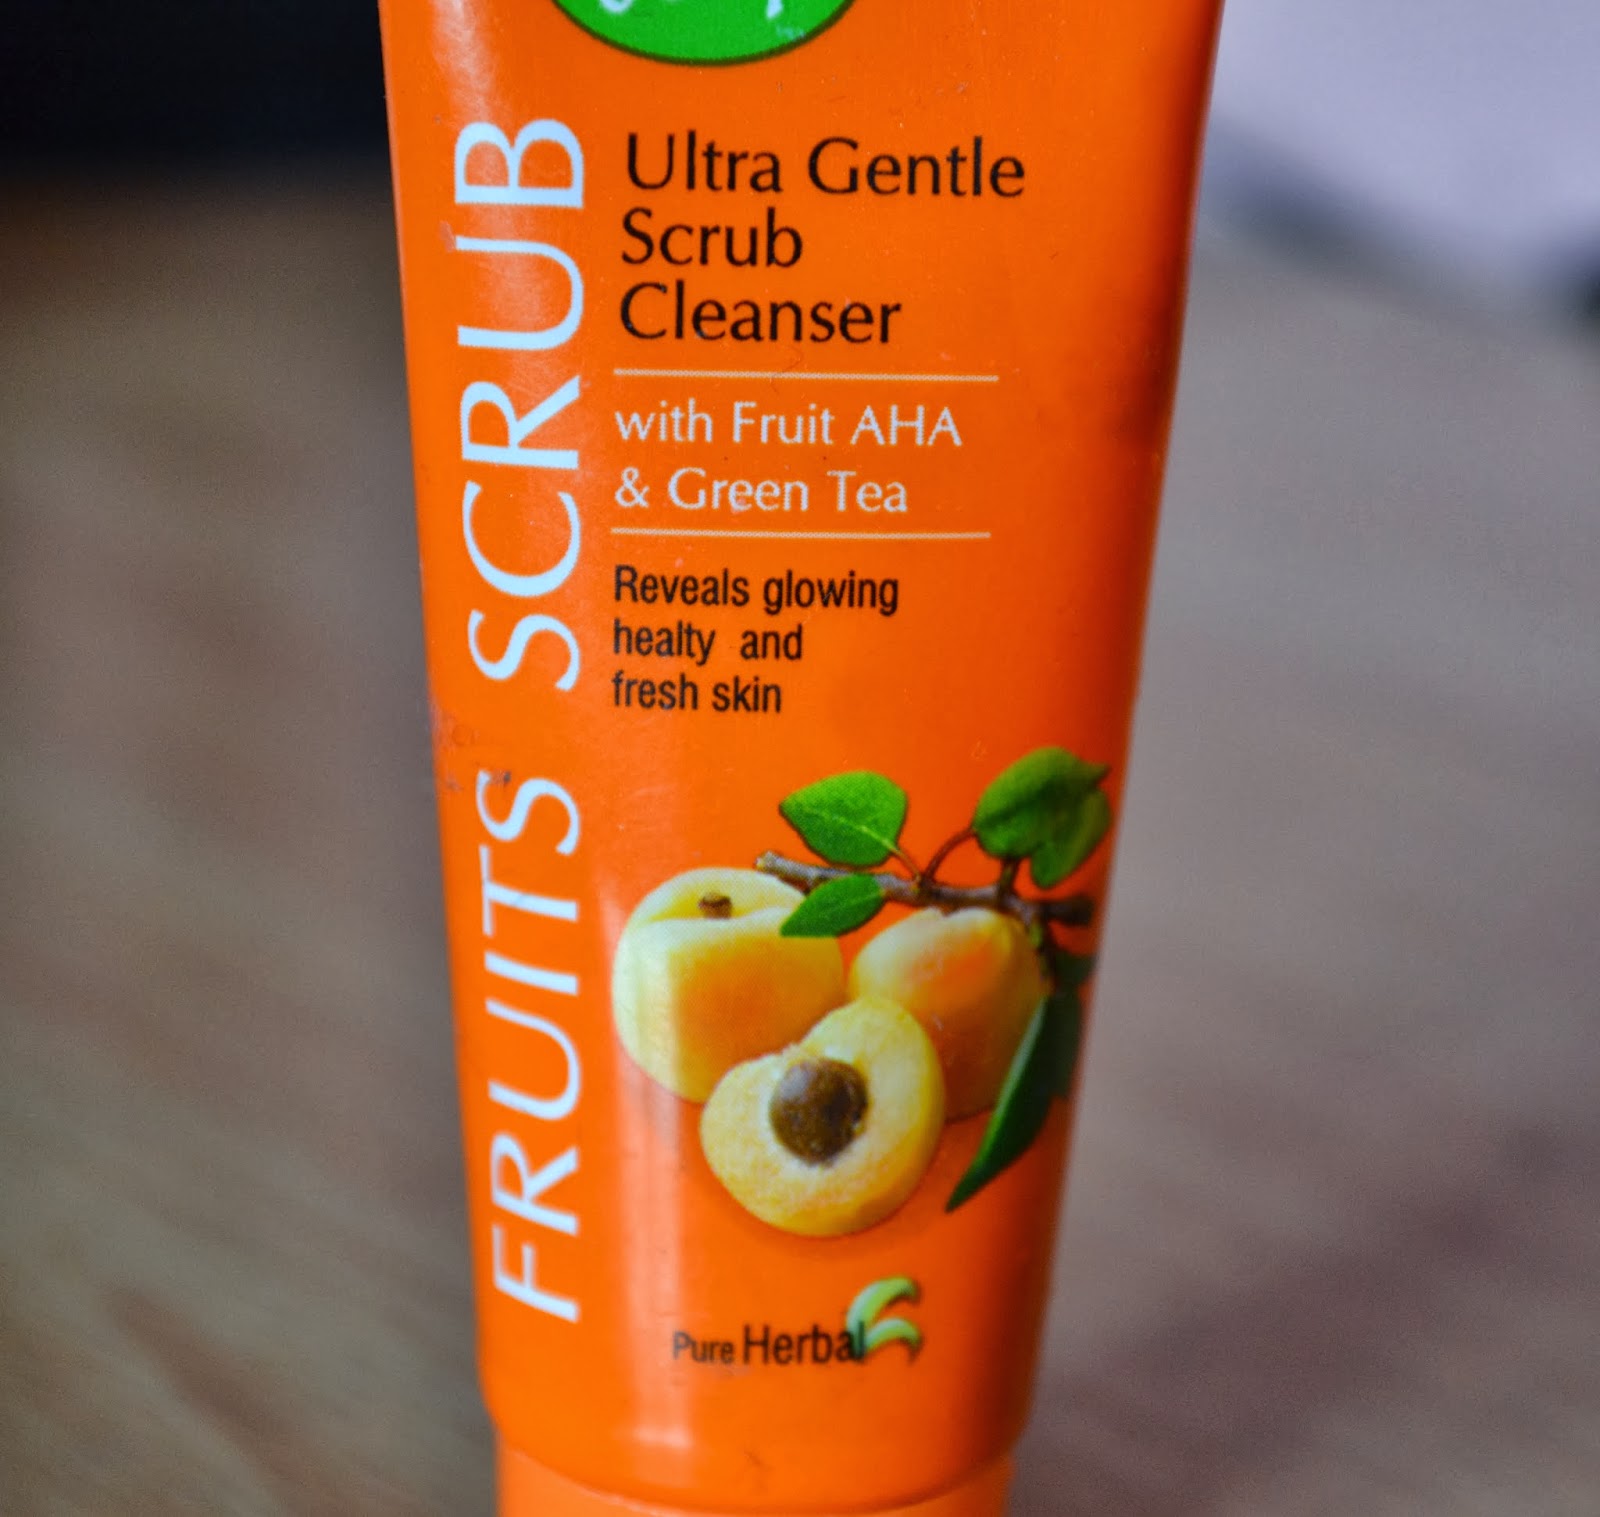 FRUITS SCRUB
Ultra Gentle
Scrub
Cleanser
with Fruit AHA
& Green Tea
Reveals glowing
healty and
fresh skin
Pure Herbal